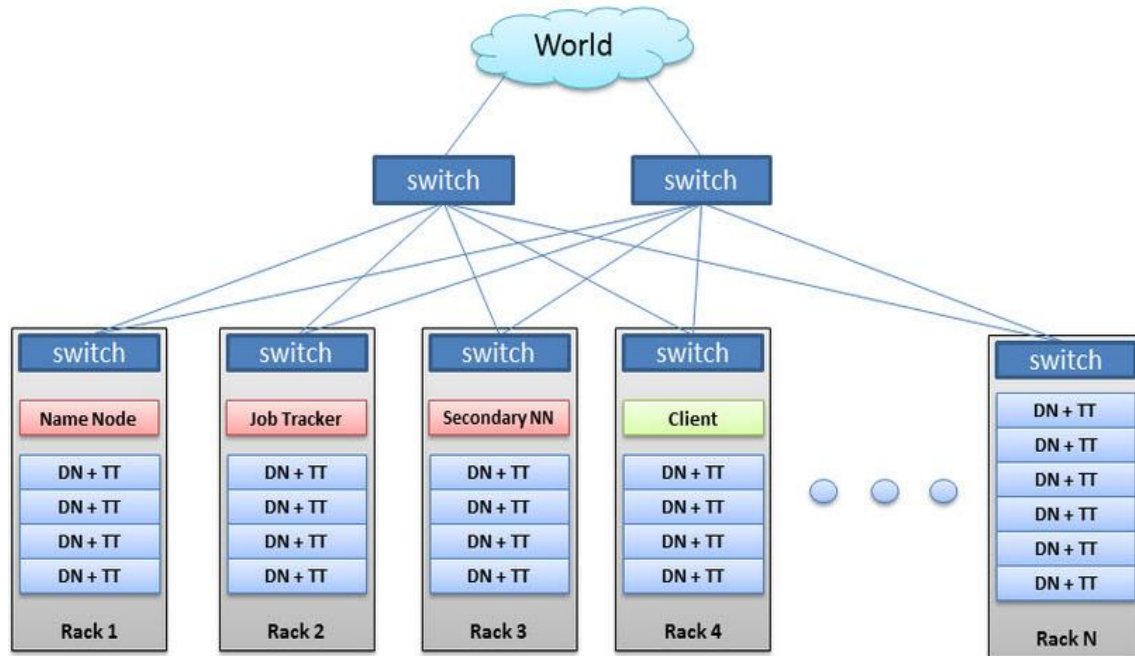 World
switch
switch
switch
Name Node
DN + TT
DN + TT
DN + TT
DN + TT
Rack 1
switch
Job Tracker
DN + TT
DN + TT
DN + TT
DN + TT
Rack 2
switch
Secondary NN
DN + TT
DN + TT
DN + TT
DN + TT
Rack 3
switch
Client
DN + TT
DN + TT
DN + TT
DN + TT
Rack 4
switch
DN + TT
DN + TT
DN + TT
DN + TT
DN + TT
DN + TT
Rack N